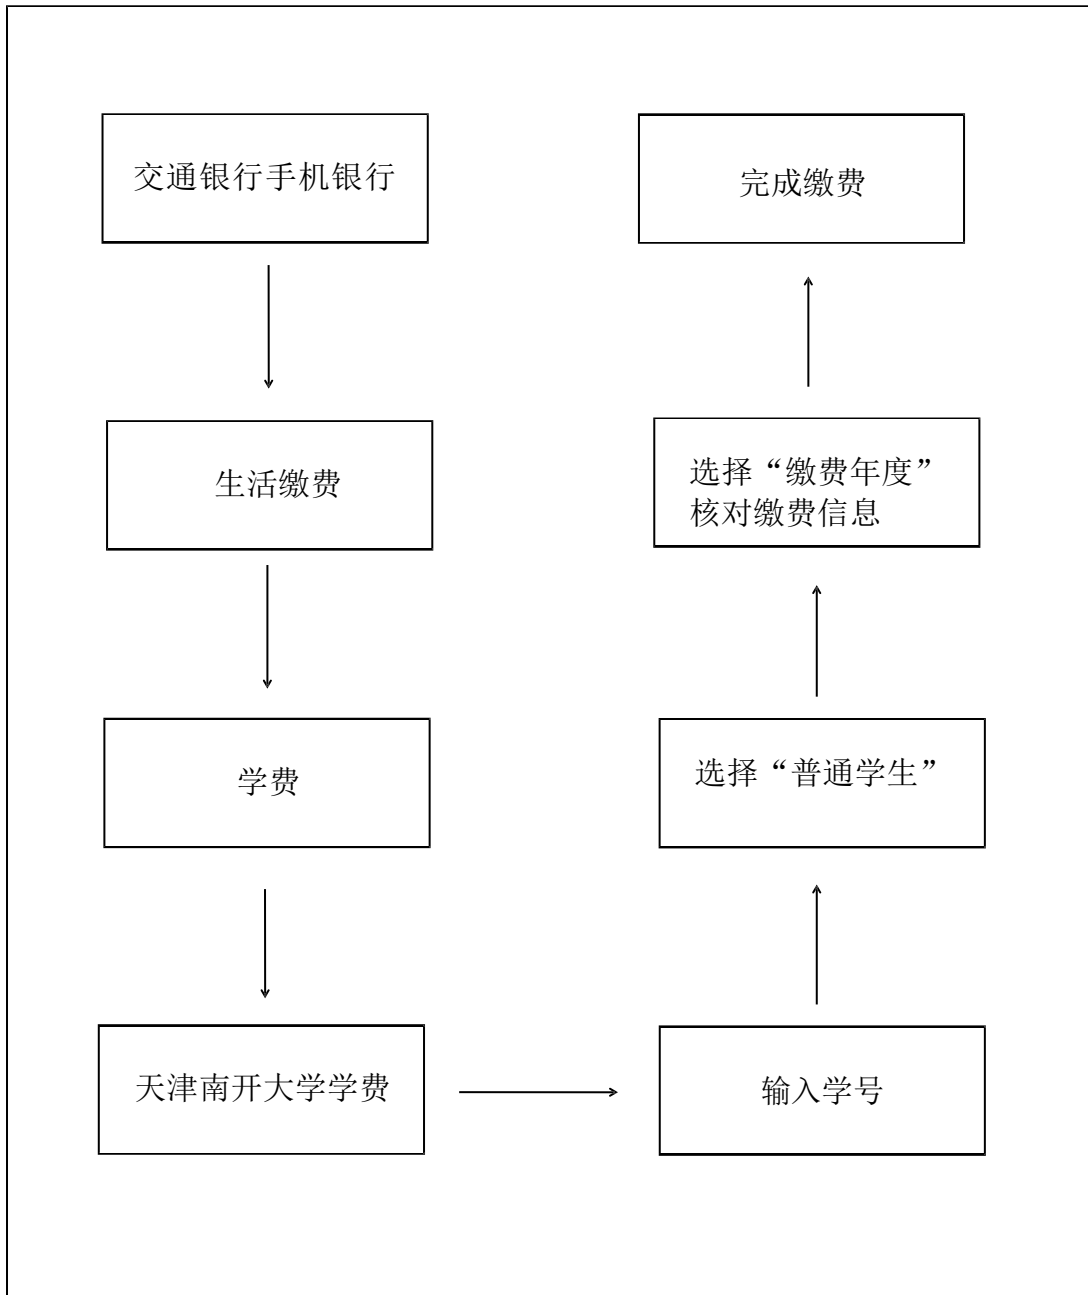 交通银行手机银行
生活缴费
学费
天津南开大学学费
输入学号
选择“普通学生”
选择“缴费年度”
核对缴费信息
完成缴费